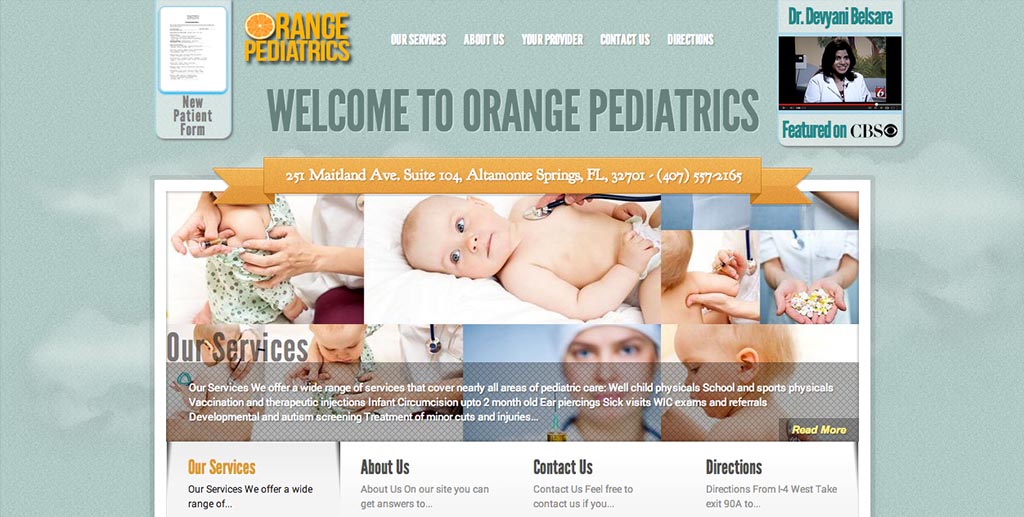 New
Patient
Form
ORANGE
PEDIATRICS
OUR SERVICES ABOUT US YOUR PROVIDER CONTACT US DIRECTIONS
Dr. Devyani Belsare
6
Featured on CBS
WELCOME TO ORANGE PEDIATRICS
251 Maitland Ave. Suite 104, Altamonte Springs, FL, 32701 - (407) 557-2165
Our Services
Our Services We offer a wide range of services that cover nearly all areas of pediatric care: Well child physicals School and sports physicals
Vaccination and therapeutic injections Infant Circumcision upto 2 month old Ear piercings Sick visits WIC exams and referrals
Developmental and autism screening Treatment of minor cuts and injuries...
Read More
Our Services
Our Services We offer a wide
range of...
About Us
About Us On our site you can
get answers to...
Contact Us
Contact Us Feel free to
contact us if you...
Directions
Directions From I-4 West Take
exit 90A to...